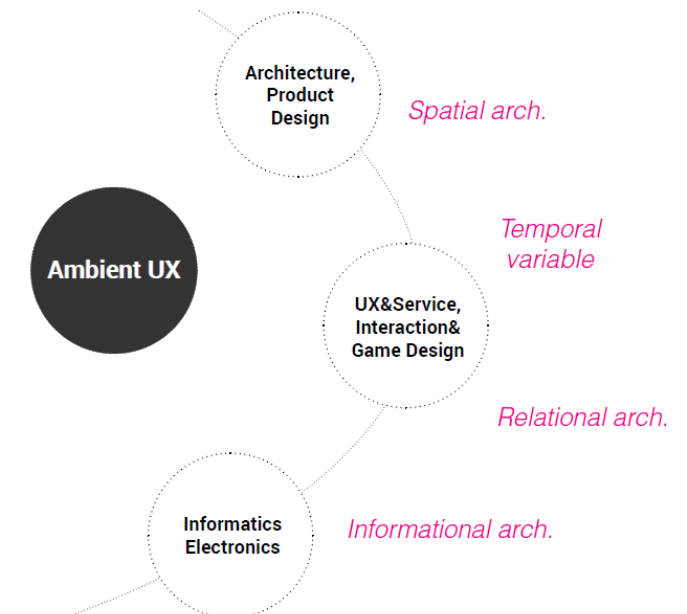 Architecture,
Product
Design
Spatial arch.
Temporal
variable
Ambient UX
UX&Service,
Interaction&
Game Design
Relational arch.
Informatics
Electronics
Informational arch.